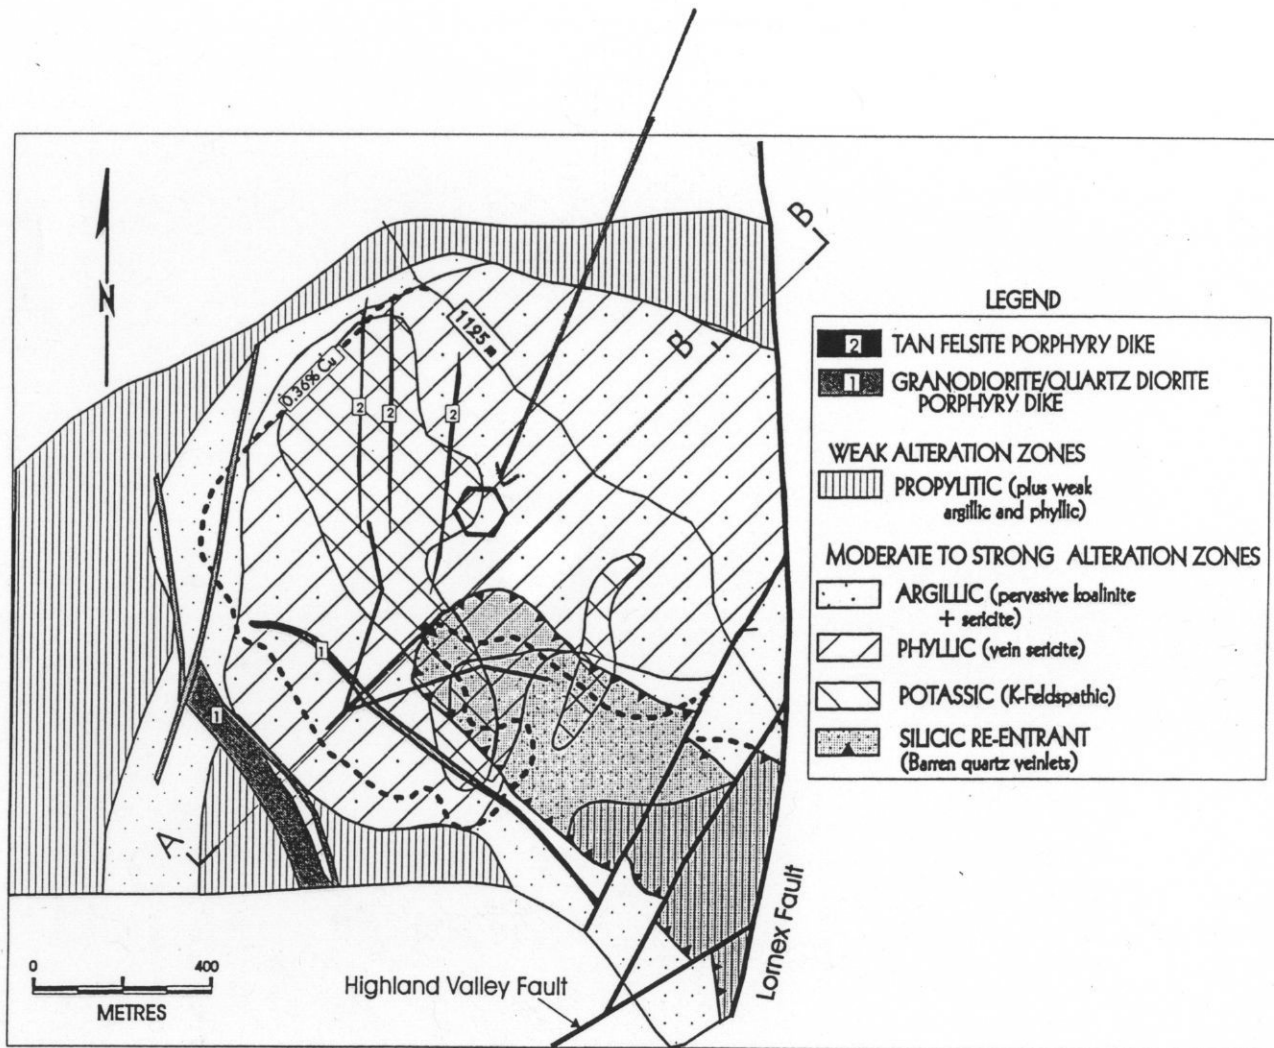 N
B
B'
1125 m
0.36% Cu
2
2
2
1
1
A
LEGEND
2 TAN FELSITE PORPHYRY DIKE
1 GRANODIORITE/QUARTZ DIORITE
PORPHYRY DIKE
WEAK ALTERATION ZONES
PROPYLITIC (plus weak
argillic and phyllic)
MODERATE TO STRONG ALTERATION ZONES
ARGILLIC (pervasive koalinite
+ sericite)
PHYLLIC (vein sericite)
POTASSIC (K-Feldspathic)
SILICIC RE-ENTRANT
(Barren quartz veinlets)
0 400
METRES
Highland Valley Fault
Lornex Fault